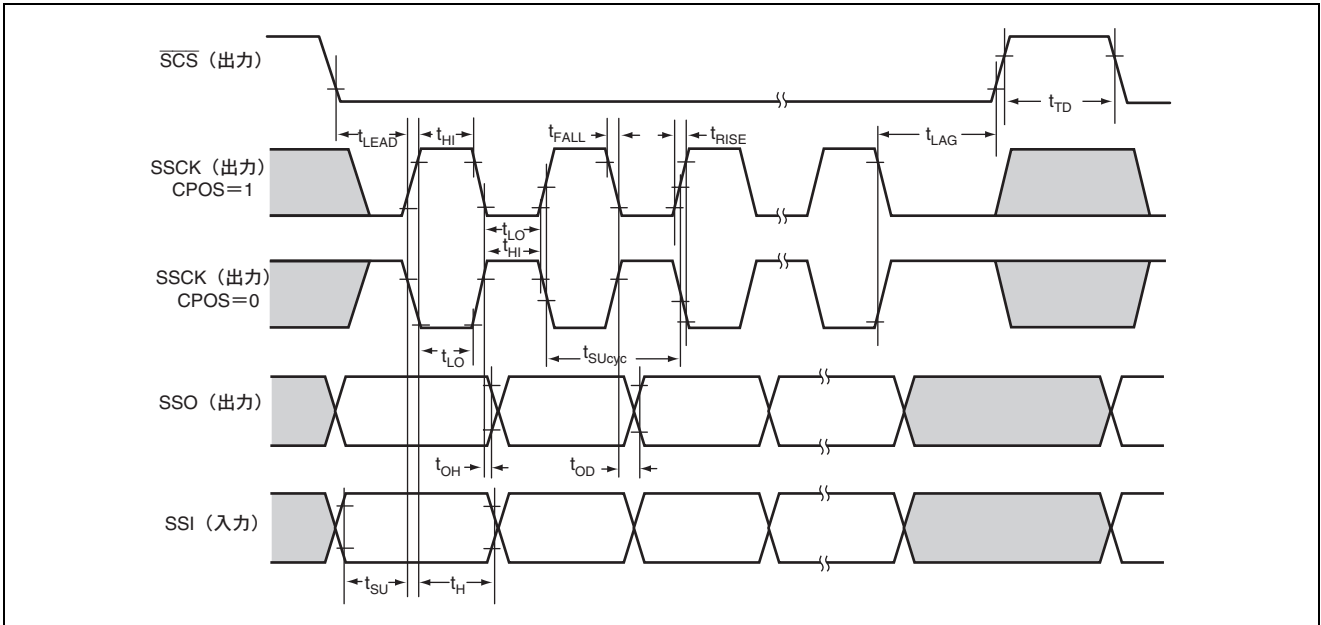 SCS（出力）
tTD
tLEAD
tHI
tFALL
tRISE
tLAG
SSCK（出力）
CPOS＝1
tLO
tHI
SSCK（出力）
CPOS＝0
tLO
tSUcyc
SSO（出力）
tOH
tOD
SSI（入力）
tSU
tH